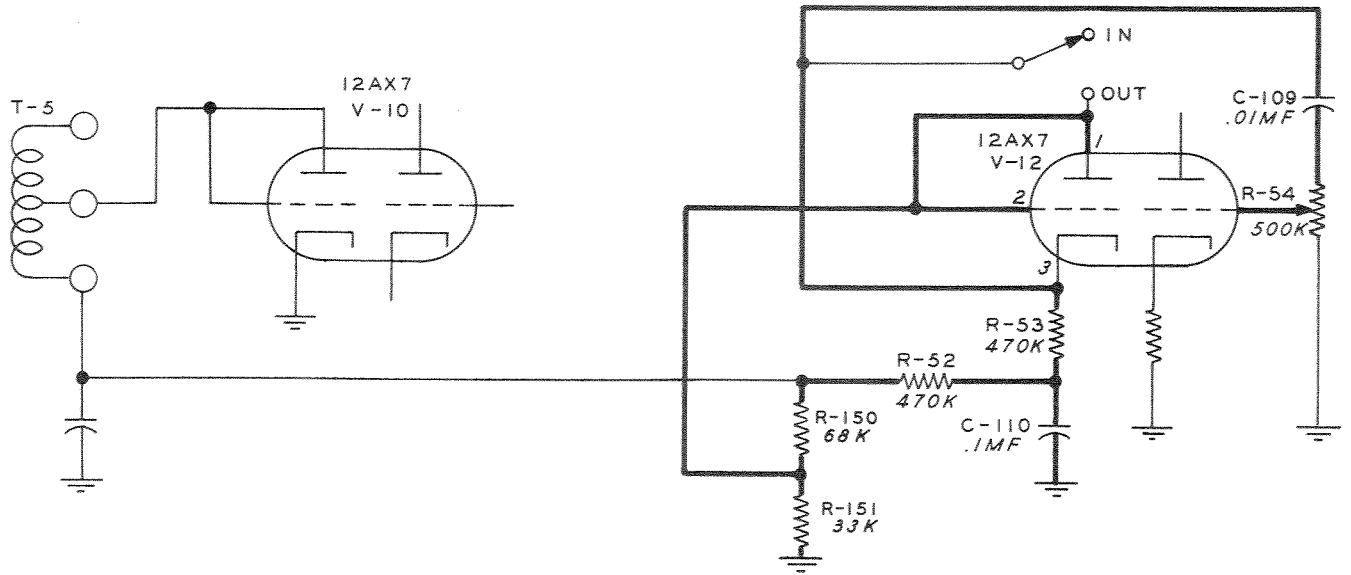 T-5
12AX7
V-10
IN
OUT
12AX7
V-12
1
2
3
C-109
.01MF
R-54
500K
R-53
470K
R-52
470K
R-150
68K
C-110
.1MF
R-151
33K